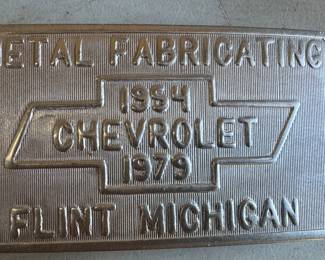 ETAL FABRICATING
1954
CHEVROLET
1979
FLINT MICHIGAN